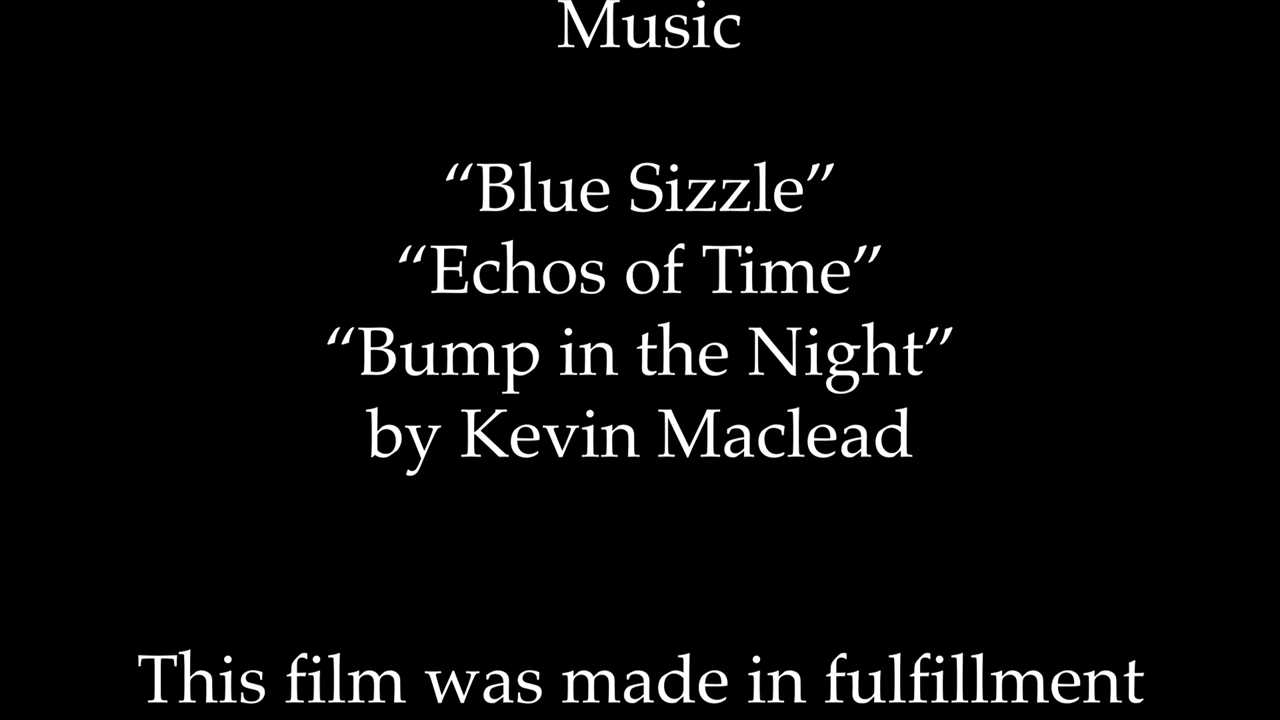 Music
“Blue Sizzle”
“Echos of Time”
“Bump in the Night”
by Kevin Maclead
This film was made in fulfillment